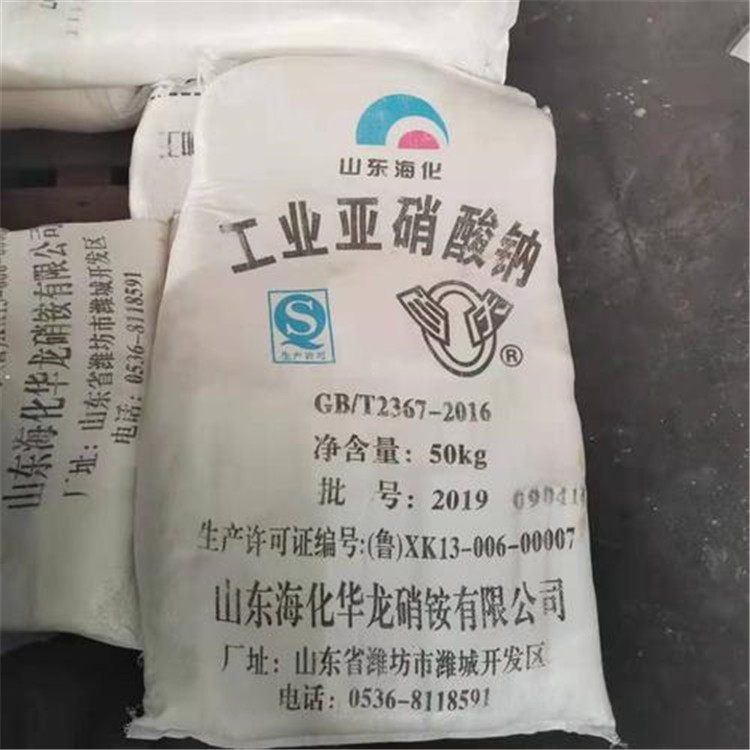 山东海化
工业亚硝酸钠
生产许可
®
GB/T2367-2016
净含量：50kg
批 号：2019 090416
生产许可证编号:(鲁)XK13-006-00007
山东海化华龙硝铵有限公司
厂址：山东省潍坊市潍城开发区
电话：0536-8118591
山东海化华龙硝铵有限公司
厂址：山东省潍坊市潍城开发区
电话：0536-8118591